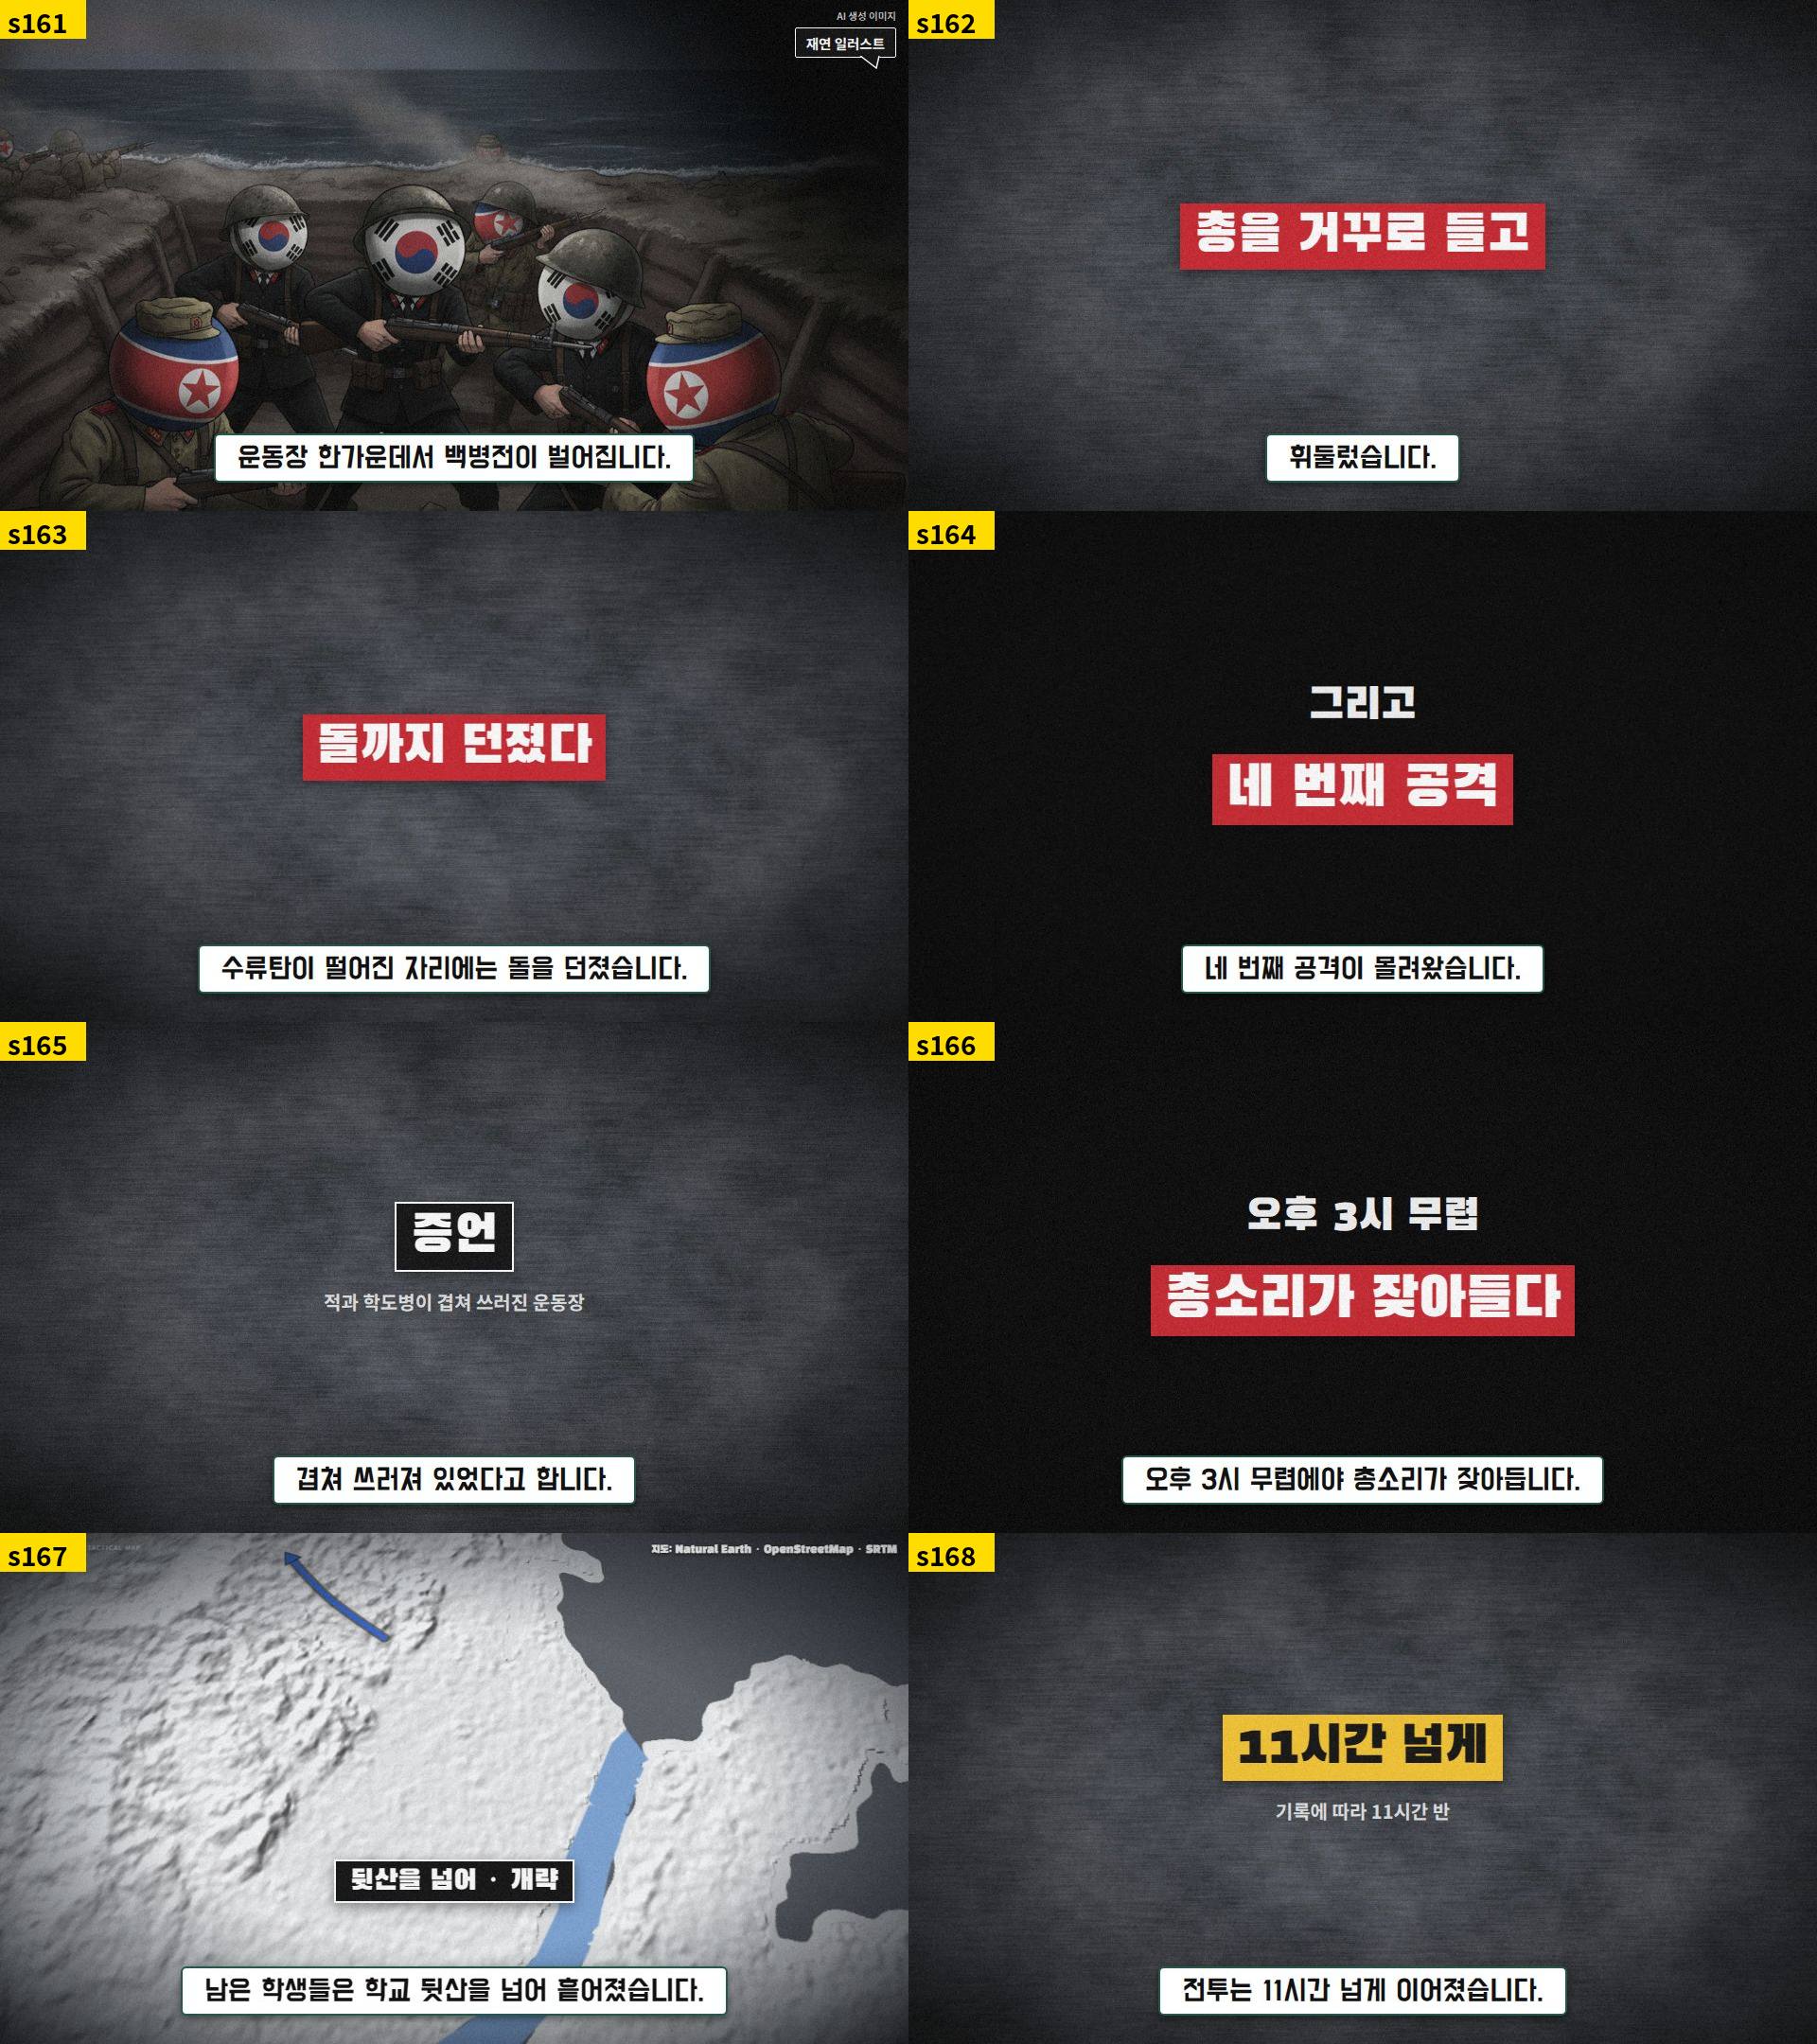 s161
AI 생성 이미지
재연 일러스트
운동장 한가운데서 백병전이 벌어집니다.
s162
총을 거꾸로 들고
휘둘렀습니다.
s163
돌까지 던졌다
수류탄이 떨어진 자리에는 돌을 던졌습니다.
s164
그리고
네 번째 공격
네 번째 공격이 몰려왔습니다.
s165
증언
적과 학도병이 겹쳐 쓰러진 운동장
겹쳐 쓰러져 있었다고 합니다.
s166
오후 3시 무렵
총소리가 잦아들다
오후 3시 무렵에야 총소리가 잦아듭니다.
s167
TACTICAL MAP
지도: Natural Earth · OpenStreetMap · SRTM
뒷산을 넘어 · 개략
남은 학생들은 학교 뒷산을 넘어 흩어졌습니다.
s168
11시간 넘게
기록에 따라 11시간 반
전투는 11시간 넘게 이어졌습니다.